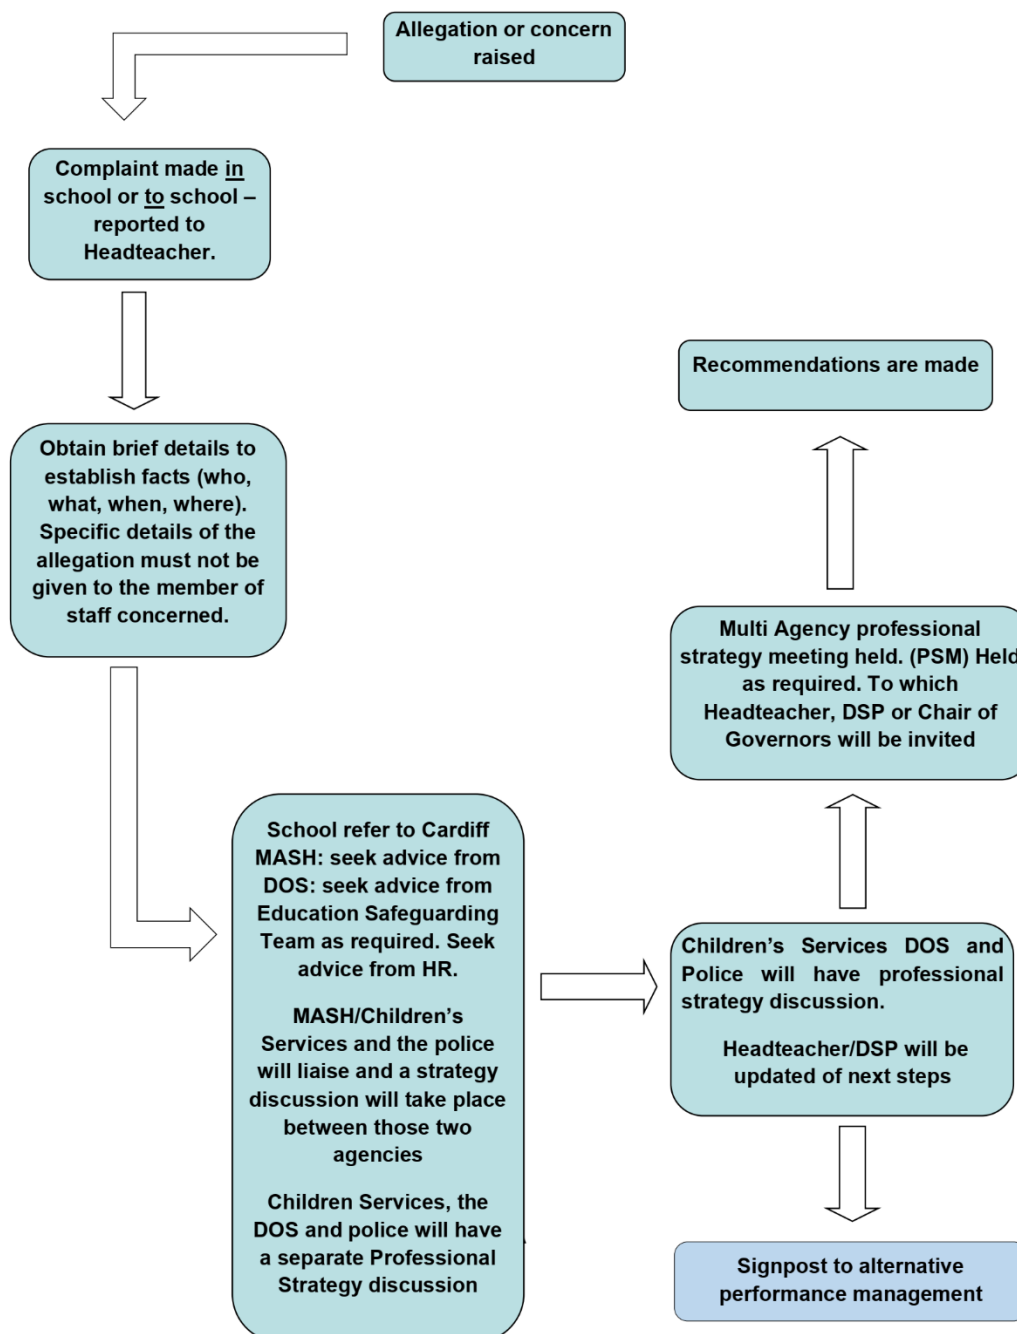 Allegation or concern
raised
Complaint made in
school or to school –
reported to
Headteacher.
Obtain brief details to
establish facts (who,
what, when, where).
Specific details of the
allegation must not be
given to the member of
staff concerned.
School refer to Cardiff
MASH: seek advice from
DOS: seek advice from
Education Safeguarding
Team as required. Seek
advice from HR.
MASH/Children’s
Services and the police
will liaise and a strategy
discussion will take place
between those two
agencies
Children Services, the
DOS and police will have
a separate Professional
Strategy discussion
Children’s Services DOS and
Police will have professional
strategy discussion.
Headteacher/DSP will be
updated of next steps
Multi Agency professional
strategy meeting held. (PSM) Held
as required. To which
Headteacher, DSP or Chair of
Governors will be invited
Recommendations are made
Signpost to alternative
performance management